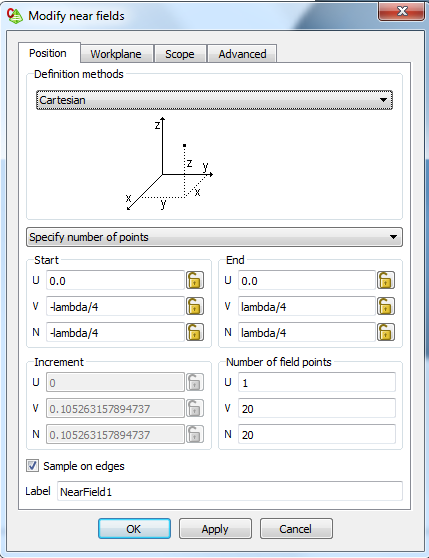 Modify near fields
Position Workplane Scope Advanced
Definition methods
Cartesian
z
z
y
x
x
y
Specify number of points
Start End
U 0.0 U 0.0
V -lambda/4 V lambda/4
N -lambda/4 N lambda/4
Increment Number of field points
U 0 U 1
V 0.105263157894737 V 20
N 0.105263157894737 N 20
Sample on edges
Label NearField1
OK Apply Cancel